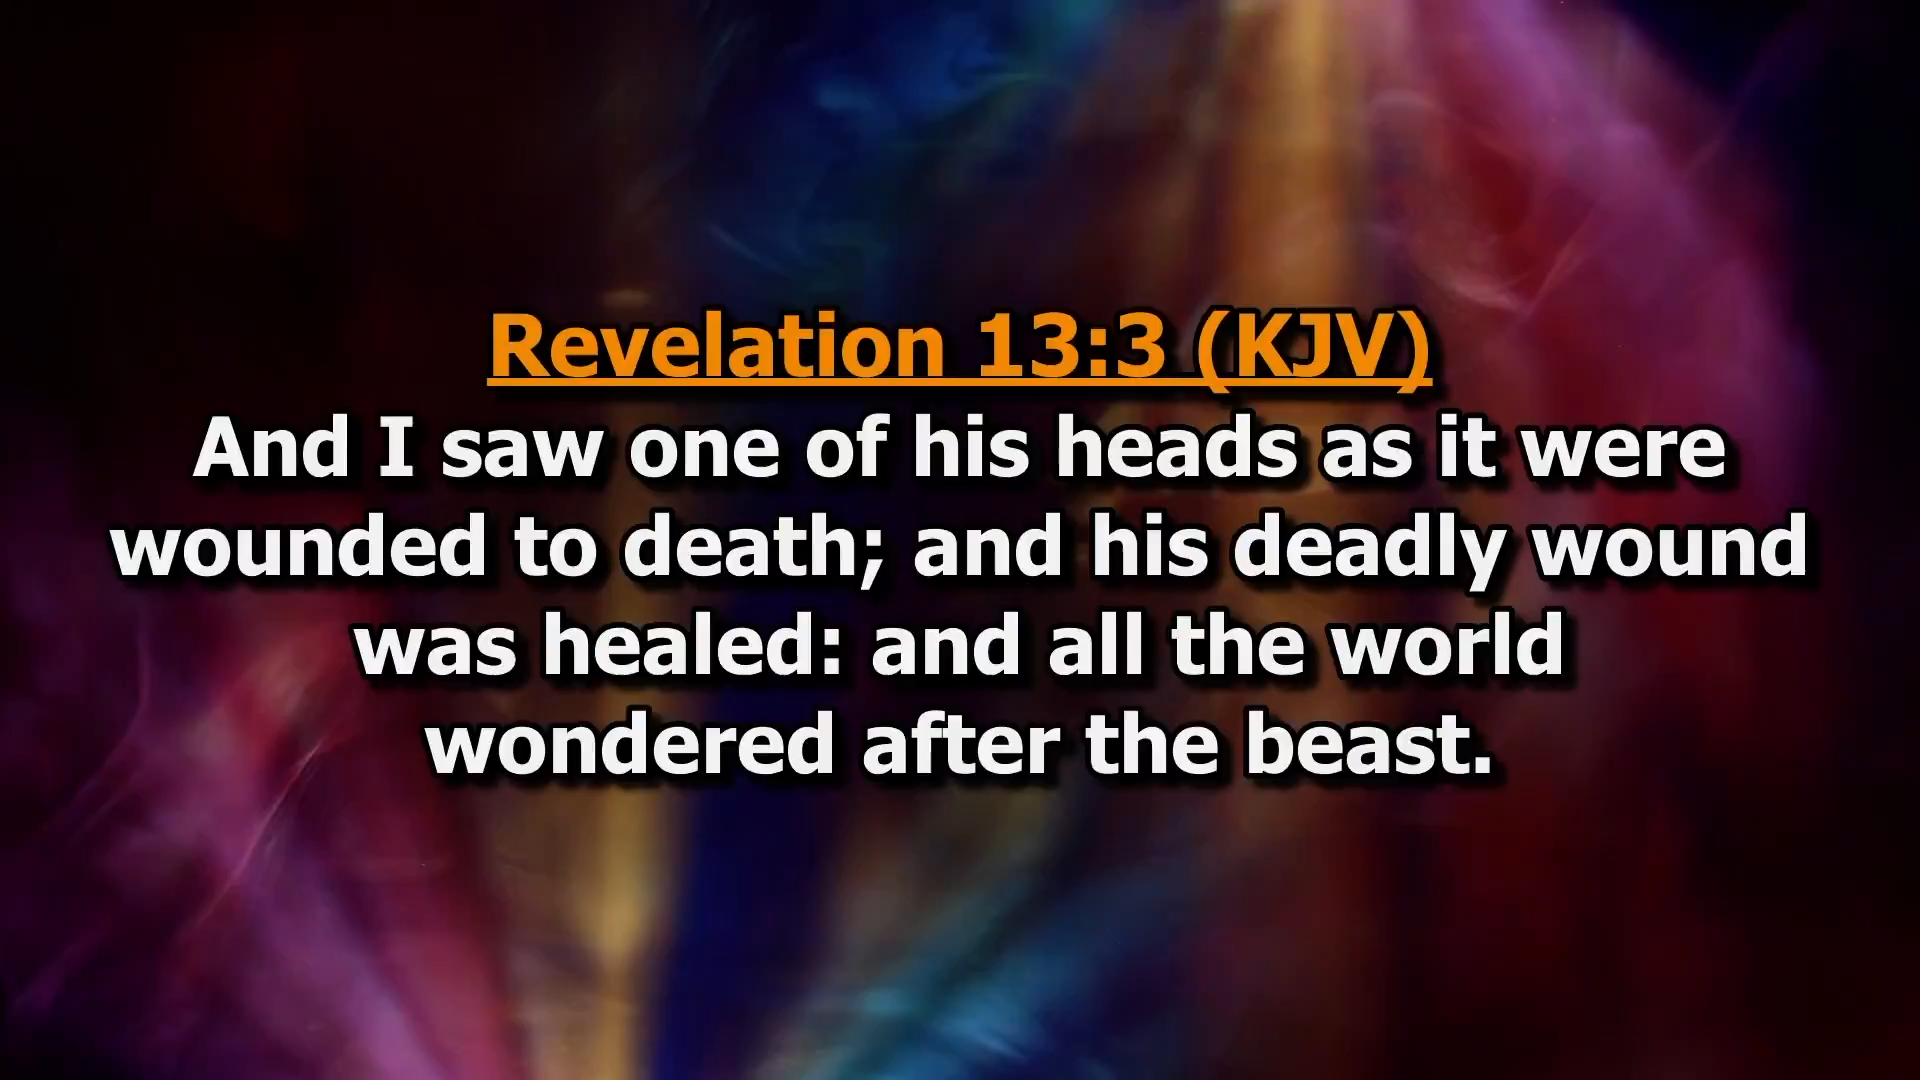 Revelation 13:3 (KJV)
And I saw one of his heads as it were
wounded to death; and his deadly wound
was healed: and all the world
wondered after the beast.